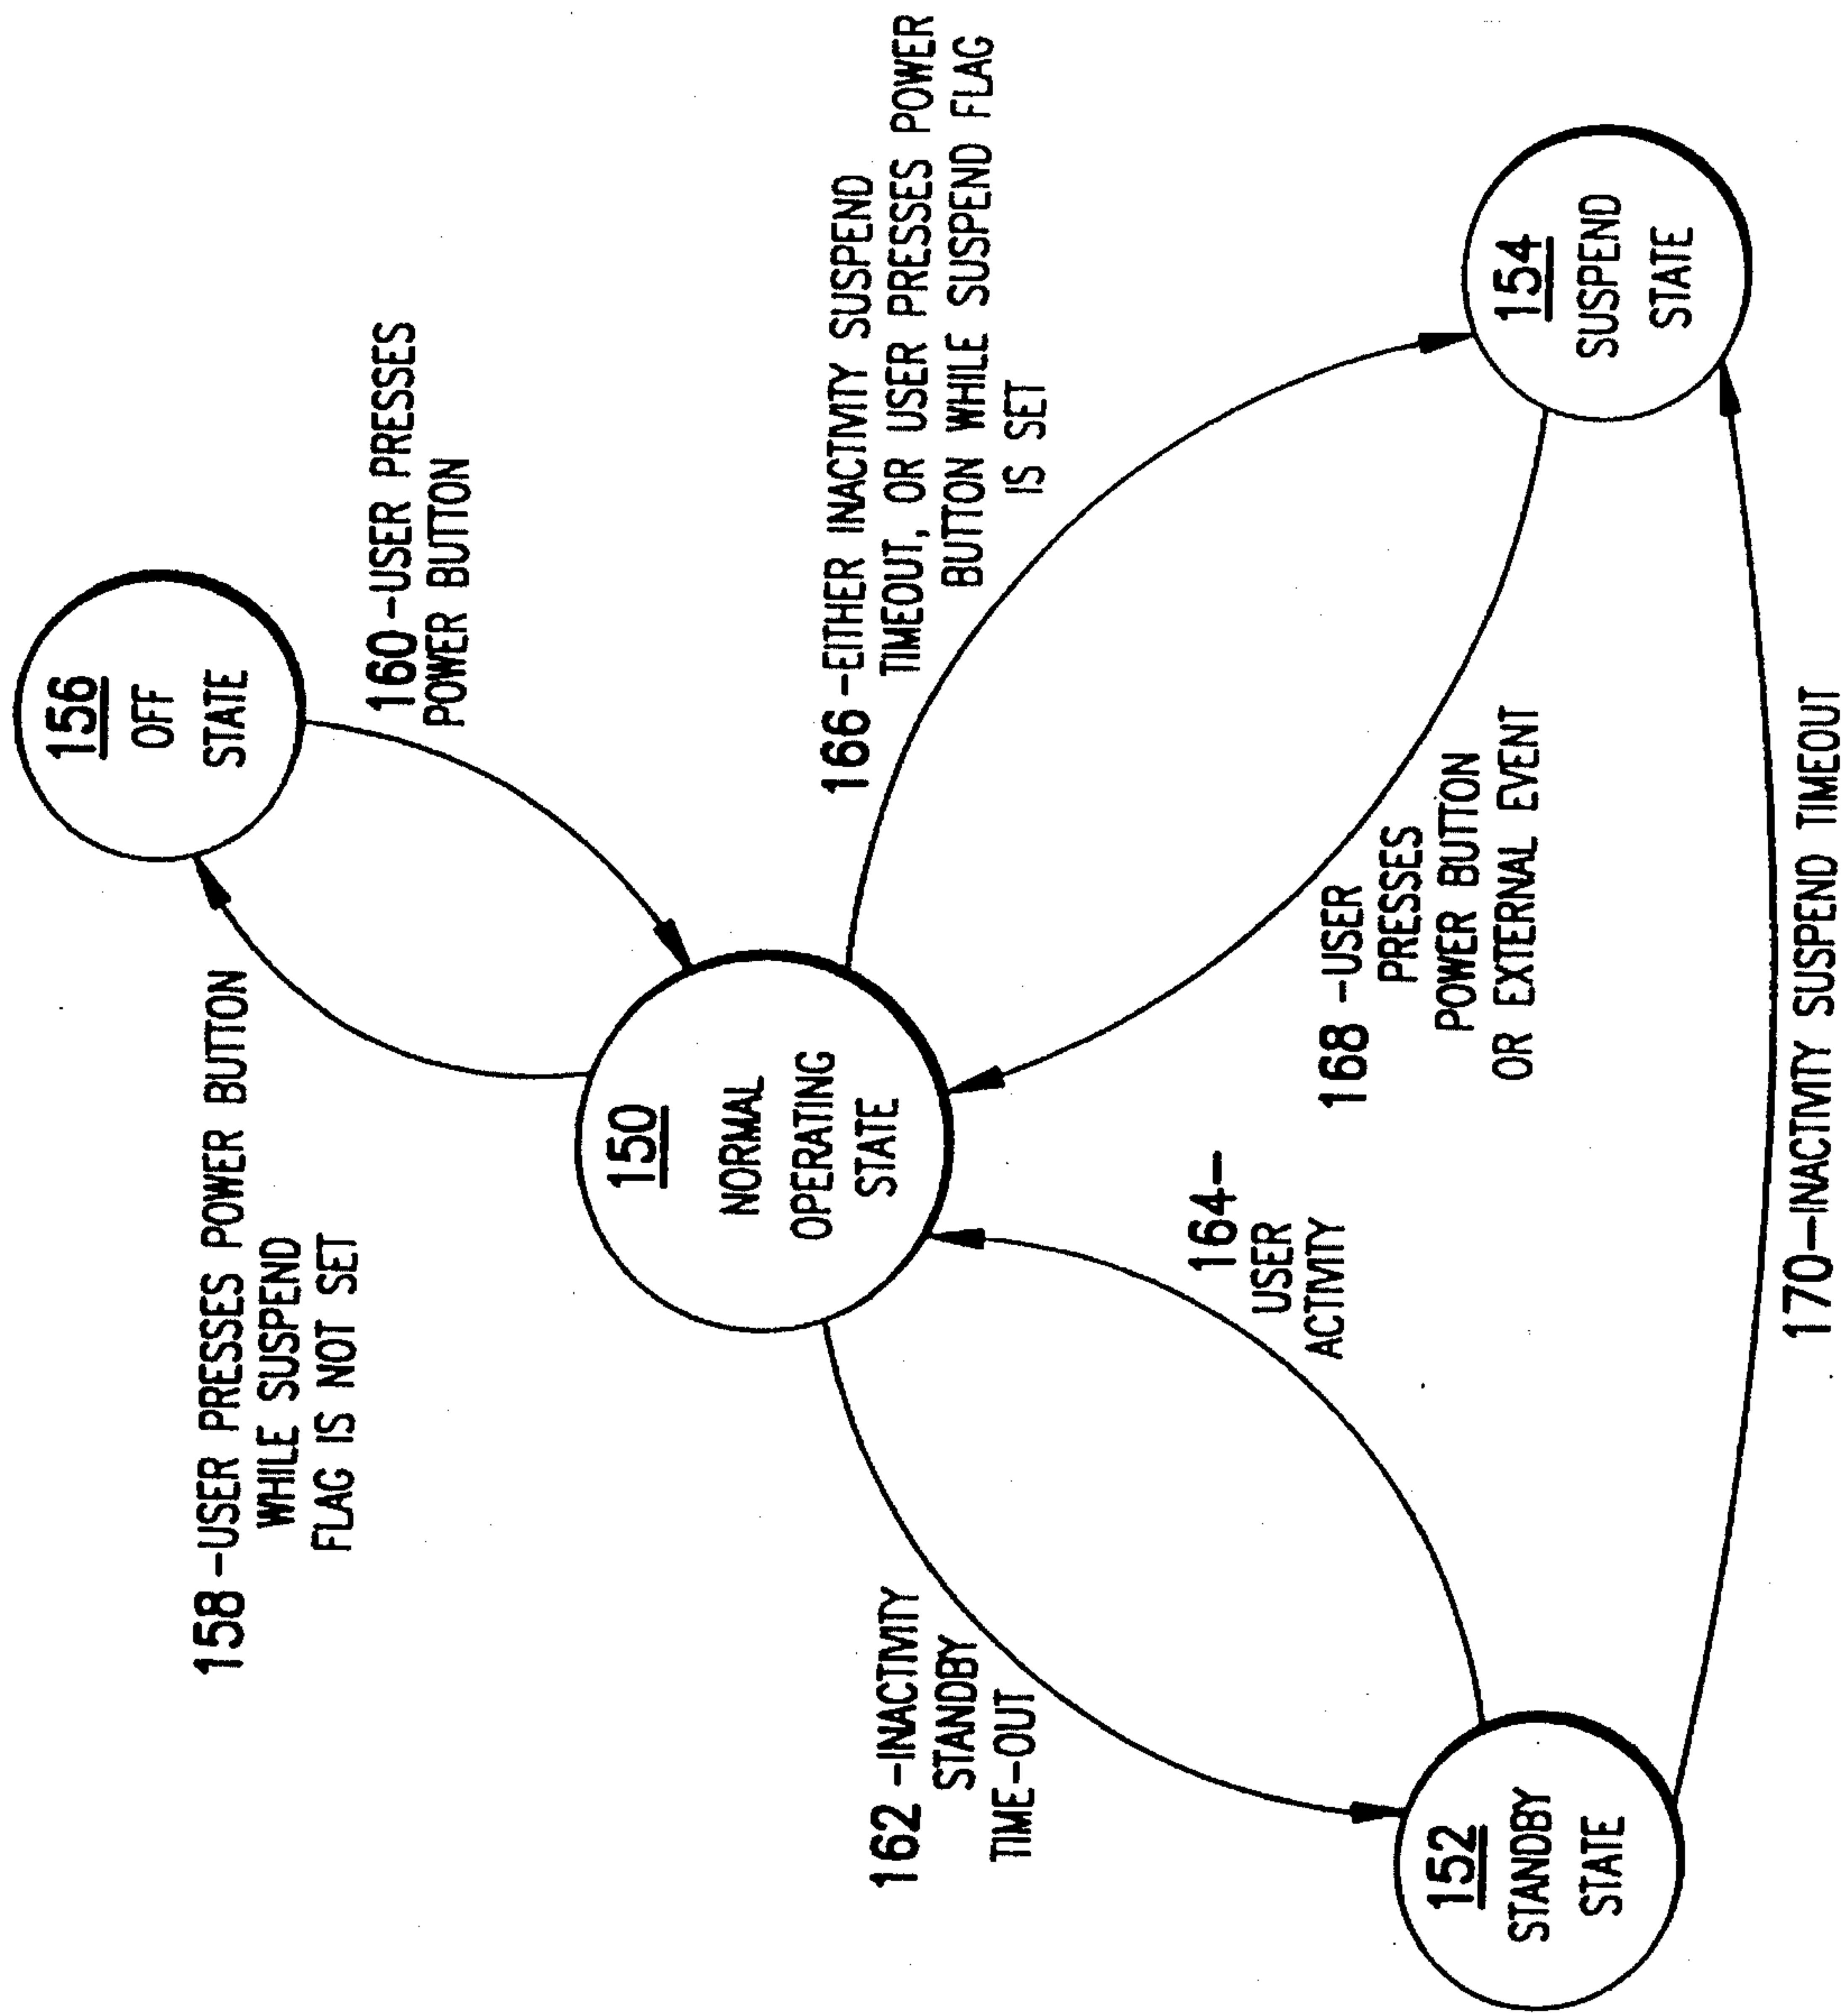 156
OFF
STATE
158-USER PRESSES POWER BUTTON
WHILE SUSPEND
FLAG IS NOT SET
160-USER PRESSES
POWER BUTTON
150
NORMAL
OPERATING
STATE
162-INACTIVITY
STANDBY
TIME-OUT
166-EITHER INACTIVITY SUSPEND
TIMEOUT, OR USER PRESSES POWER
BUTTON WHILE SUSPEND FLAG
IS SET
164-
USER
ACTIVITY
168-USER
PRESSES
POWER BUTTON
OR EXTERNAL EVENT
152
STANDBY
STATE
154
SUSPEND
STATE
170-INACTIVITY SUSPEND TIMEOUT